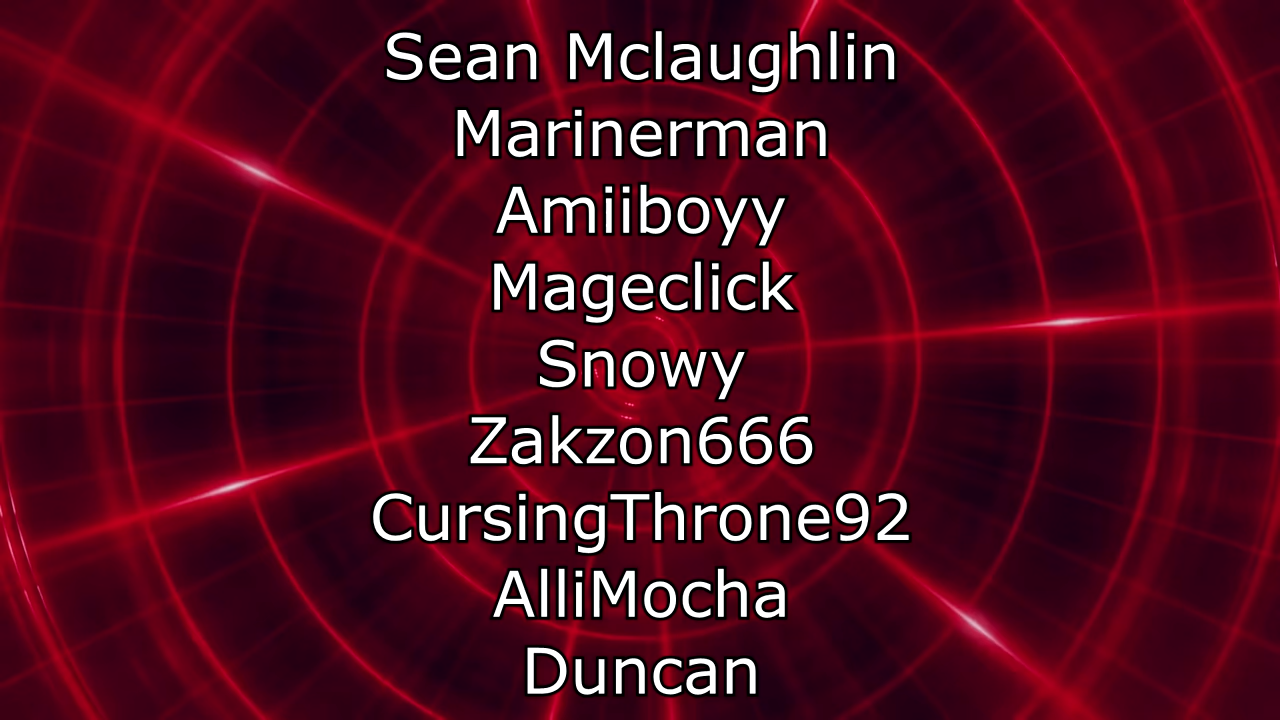 Sean Mclaughlin
Marinerman
Amiiboyy
Mageclick
Snowy
Zakzon666
CursingThrone92
AlliMocha
Duncan